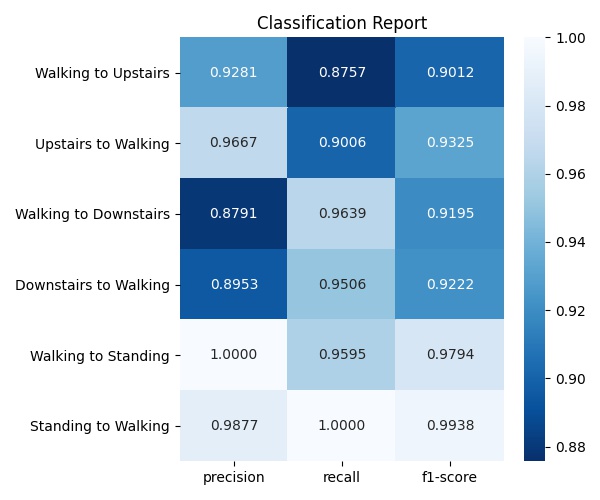 Classification Report
Walking to Upstairs 0.9281 0.8757 0.9012
Upstairs to Walking 0.9667 0.9006 0.9325
Walking to Downstairs 0.8791 0.9639 0.9195
Downstairs to Walking 0.8953 0.9506 0.9222
Walking to Standing 1.0000 0.9595 0.9794
Standing to Walking 0.9877 1.0000 0.9938
precision recall f1-score
1.00
0.98
0.96
0.94
0.92
0.90
0.88